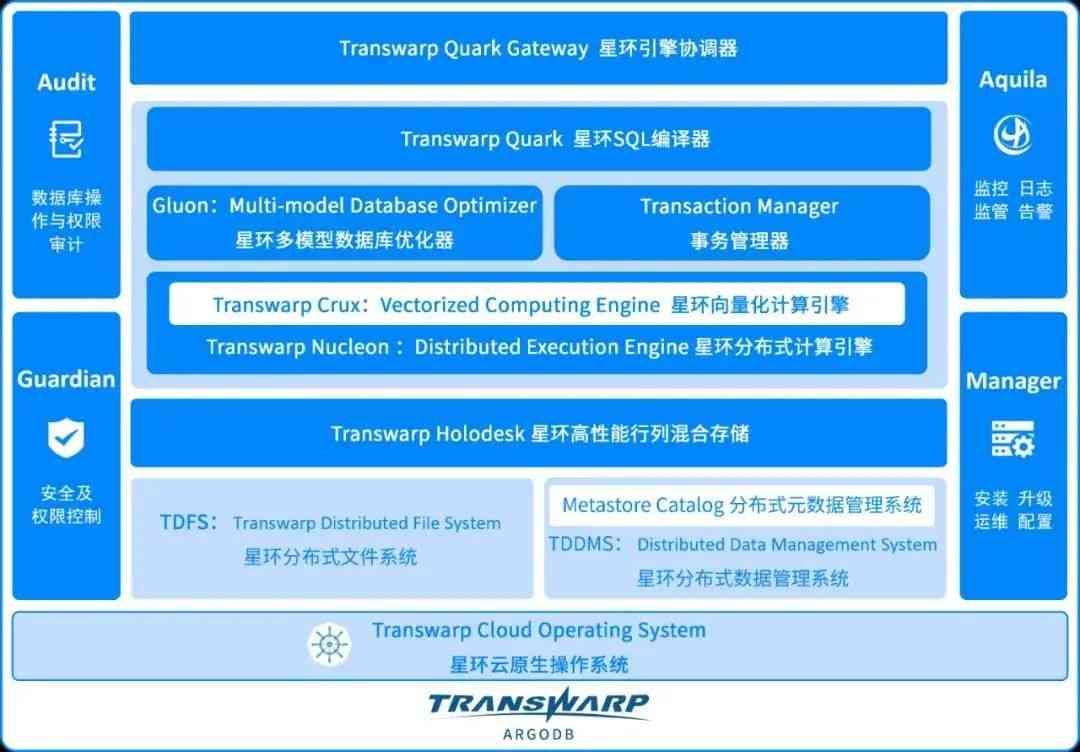 Audit
数据库操
作与权限
审计
Guardian
安全及
权限控制
Transwarp Quark Gateway 星环引擎协调器
Transwarp Quark 星环SQL编译器
Gluon：Multi-model Database Optimizer
星环多模型数据库优化器
Transaction Manager
事务管理器
Transwarp Crux：Vectorized Computing Engine 星环向量化计算引擎
Transwarp Nucleon：Distributed Execution Engine 星环分布式计算引擎
Transwarp Holodesk 星环高性能行列混合存储
TDFS：Transwarp Distributed File System
星环分布式文件系统
Metastore Catalog 分布式元数据管理系统
TDDMS：Distributed Data Management System
星环分布式数据管理系统
Aquila
监控 日志
监管 告警
Manager
安装 升级
运维 配置
Transwarp Cloud Operating System
星环云原生操作系统
TRANSWARP
ARGODB